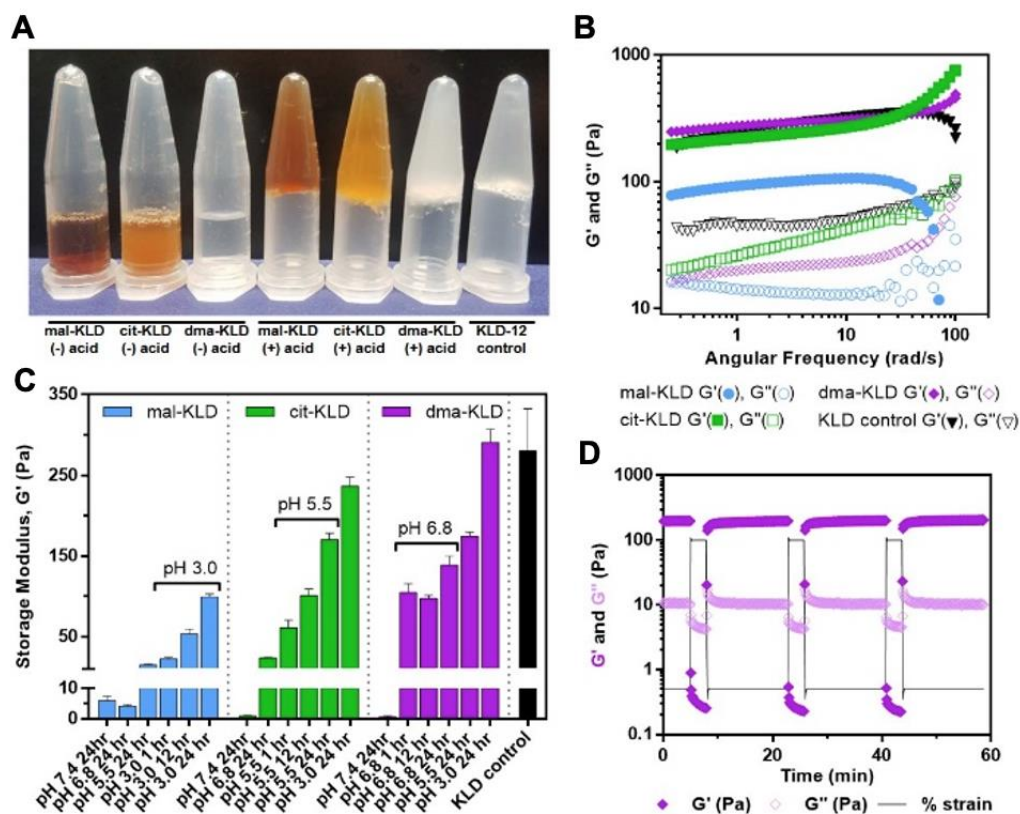 A
mal-KLD (-) acid
cit-KLD (-) acid
dma-KLD (-) acid
mal-KLD (+) acid
cit-KLD (+) acid
dma-KLD (+) acid
KLD-12 control
B
G' and G'' (Pa)
1000
100
10
1
10
100
Angular Frequency (rad/s)
mal-KLD G'(●), G''(○)
dma-KLD G'(◆), G''(◇)
cit-KLD G'(■), G''(□)
KLD control G'(▼), G''(▽)
C
Storage Modulus, G' (Pa)
350
250
150
50
10
0
mal-KLD
cit-KLD
dma-KLD
pH 3.0
pH 5.5
pH 6.8
pH 7.4 24hr
pH 6.8 24 hr
pH 5.5 24 hr
pH 3.0 1 hr
pH 3.0 12 hr
pH 3.0 24 hr
pH 7.4 24hr
pH 6.8 24 hr
pH 5.5 1 hr
pH 5.5 12 hr
pH 5.5 24 hr
pH 3.0 24 hr
pH 7.4 24hr
pH 6.8 1 hr
pH 6.8 12 hr
pH 6.8 24 hr
pH 5.5 24 hr
pH 3.0 24 hr
KLD control
D
G' and G'' (Pa)
1000
100
10
1
0.1
0
20
40
60
Time (min)
◆ G' (Pa)
◇ G'' (Pa)
— % strain